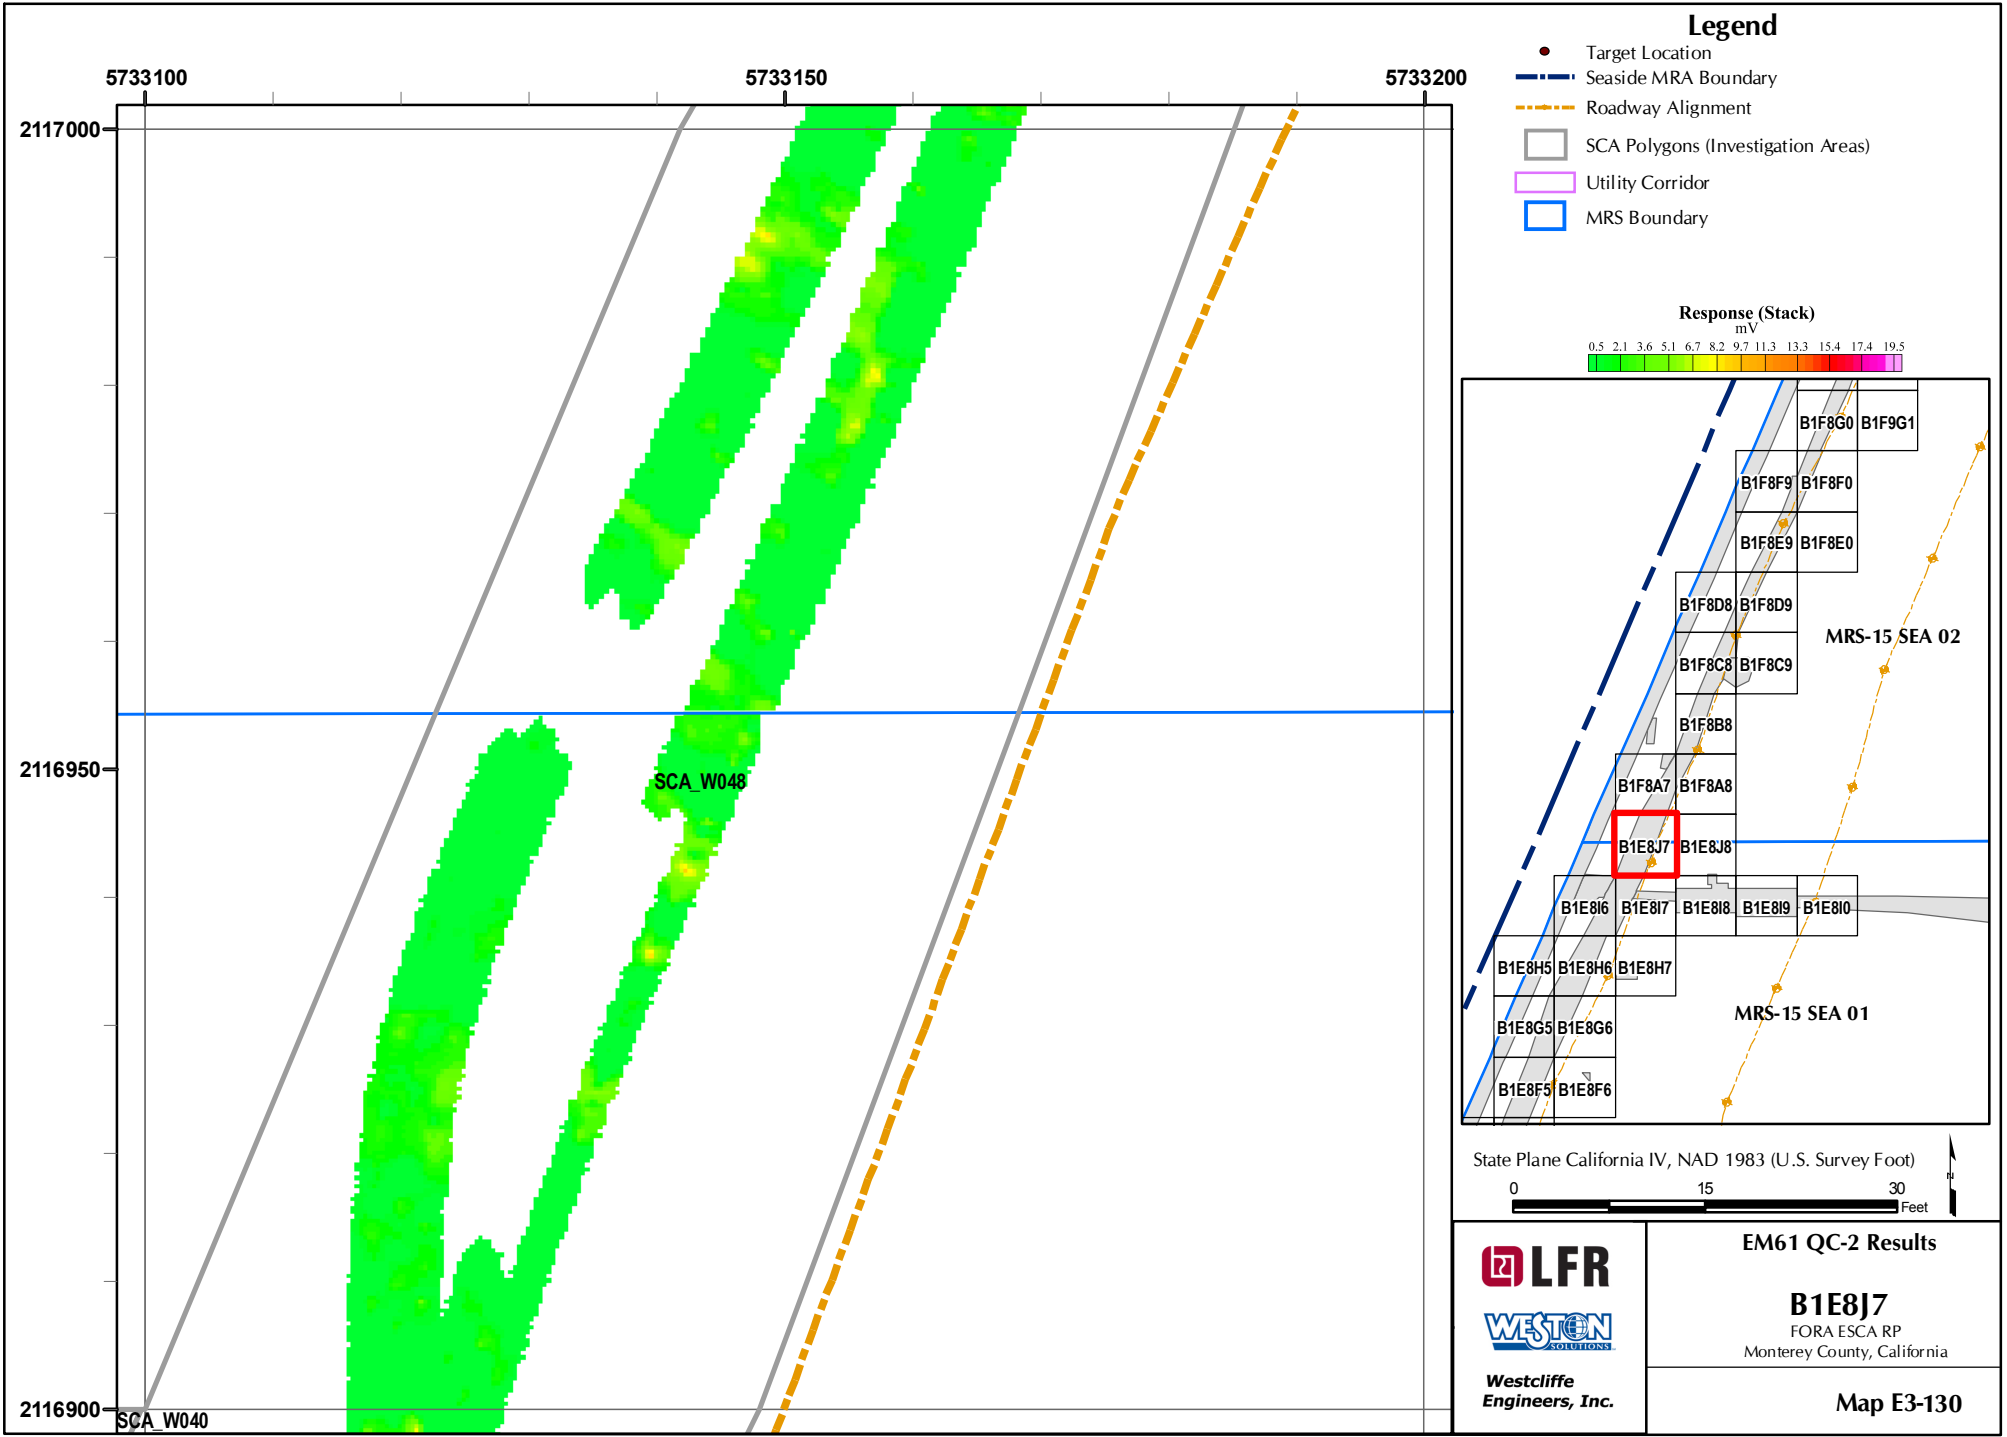 5733100
5733150
5733200
2117000
2116950
2116900
SCA_W048
SCA_W040
Legend
Target Location
Seaside MRA Boundary
Roadway Alignment
SCA Polygons (Investigation Areas)
Utility Corridor
MRS Boundary
Response (Stack)
mV
0.5 2.1 3.6 5.1 6.7 8.2 9.7 11.3 13.3 15.4 17.4 19.5
B1F8G0 B1F9G1
B1F8F9 B1F8F0
B1F8E9 B1F8E0
B1F8D8 B1F8D9
MRS-15 SEA 02
B1F8C8 B1F8C9
B1F8B8
B1F8A7 B1F8A8
B1E8J7 B1E8J8
B1E8I6 B1E8I7 B1E8I8 B1E8I9 B1E8I0
B1E8H5 B1E8H6 B1E8H7
MRS-15 SEA 01
B1E8G5 B1E8G6
B1E8F5 B1E8F6
State Plane California IV, NAD 1983 (U.S. Survey Foot)
0 15 30
Feet
N
LFR
WESTON
SOLUTIONS
Westcliffe
Engineers, Inc.
EM61 QC-2 Results
B1E8J7
FORA ESCA RP
Monterey County, California
Map E3-130